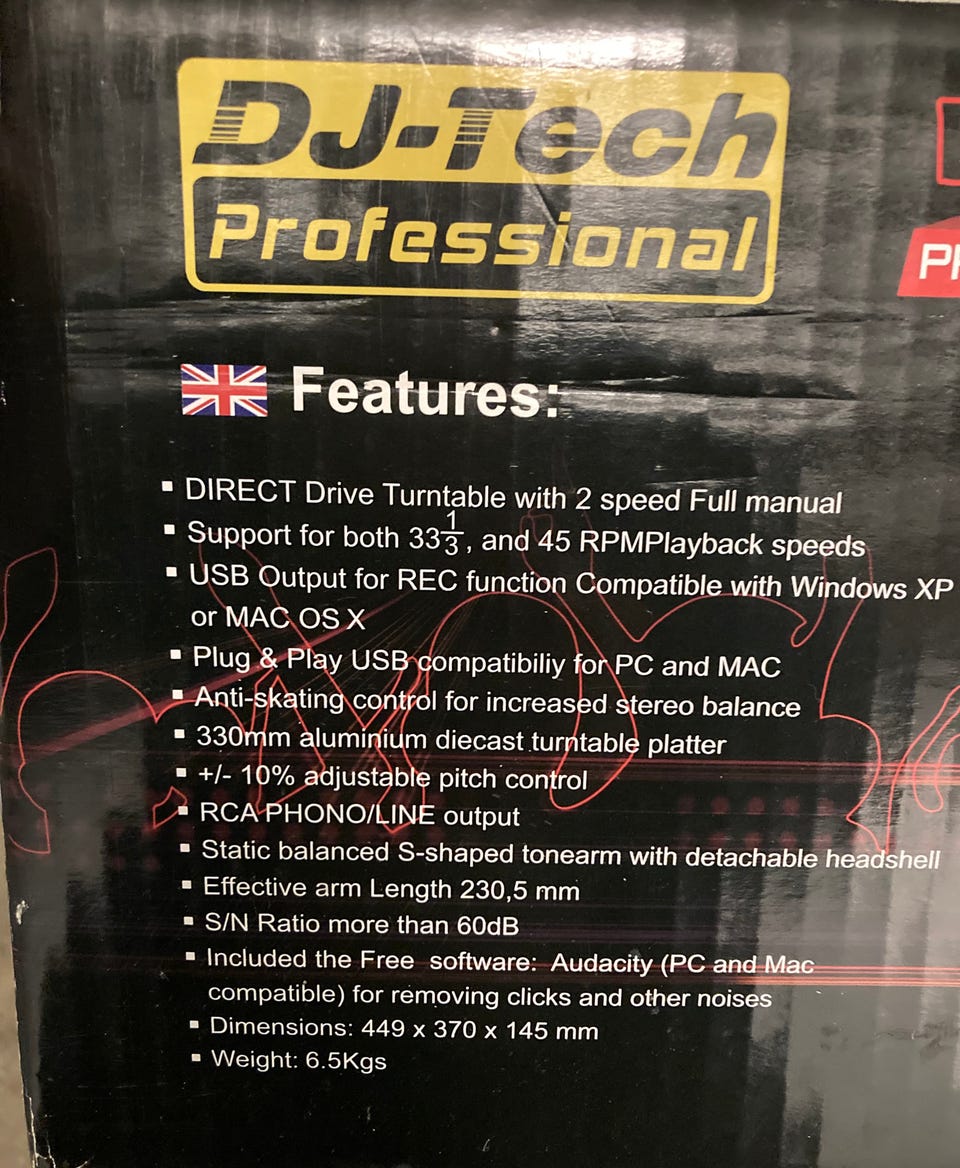 DJ-Tech
Professional
Features:
▪ DIRECT Drive Turntable with 2 speed Full manual
▪ Support for both 33 1/3, and 45 RPMPlayback speeds
▪ USB Output for REC function Compatible with Windows XP
or MAC OS X
▪ Plug & Play USB compatibiliy for PC and MAC
▪ Anti-skating control for increased stereo balance
▪ 330mm aluminium diecast turntable platter
▪ +/- 10% adjustable pitch control
▪ RCA PHONO/LINE output
▪ Static balanced S-shaped tonearm with detachable headshell
▪ Effective arm Length 230,5 mm
▪ S/N Ratio more than 60dB
▪ Included the Free software: Audacity (PC and Mac
compatible) for removing clicks and other noises
▪ Dimensions: 449 x 370 x 145 mm
▪ Weight: 6.5Kgs